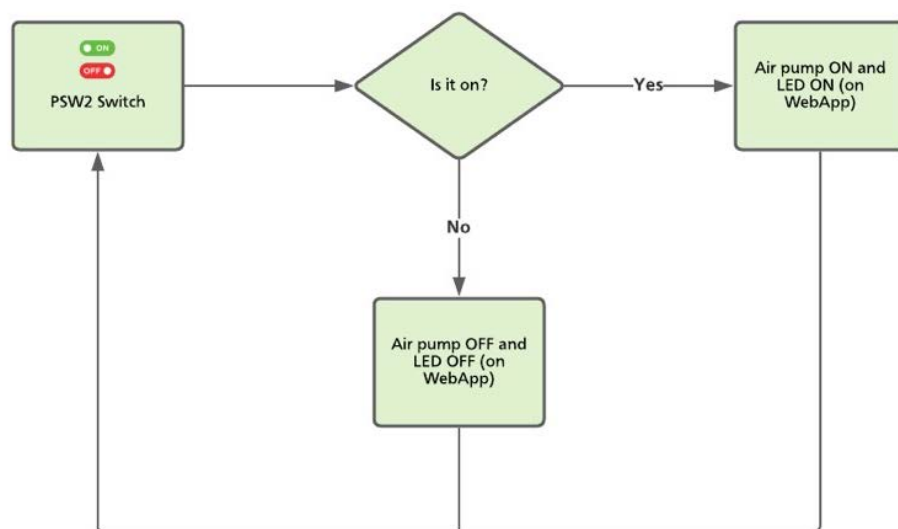 ON
OFF
PSW2 Switch
Is it on?
Yes
Air pump ON and
LED ON (on
WebApp)
No
Air pump OFF and
LED OFF (on
WebApp)